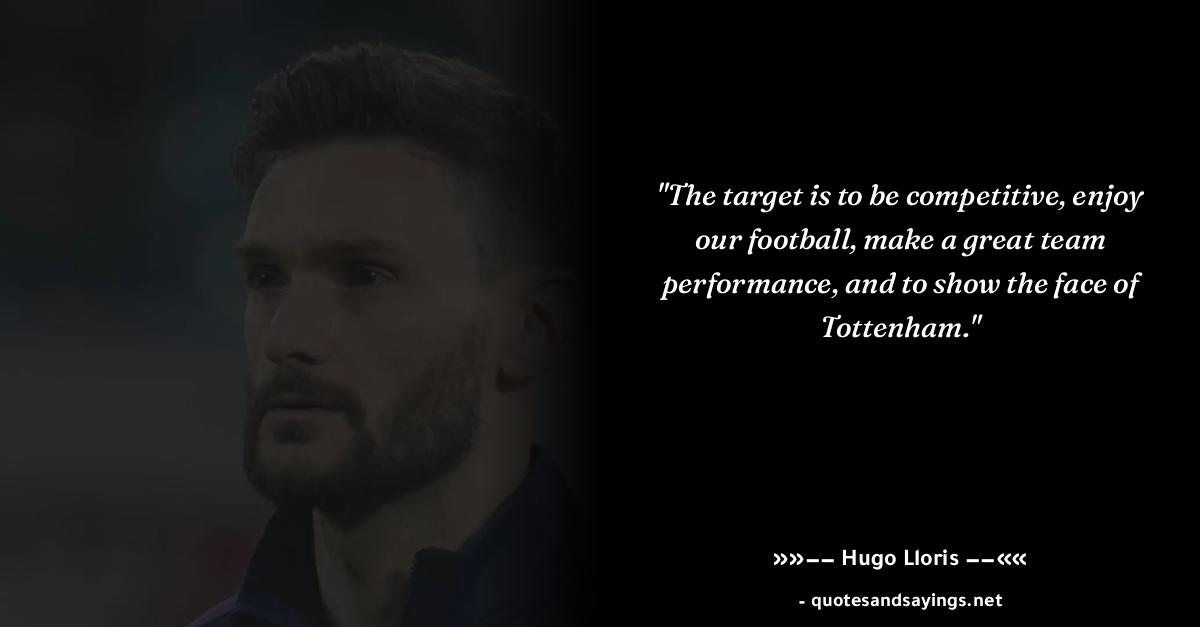 "The target is to be competitive, enjoy
our football, make a great team
performance, and to show the face of
Tottenham."
»»−− Hugo Lloris −−««
- quotesandsayings.net